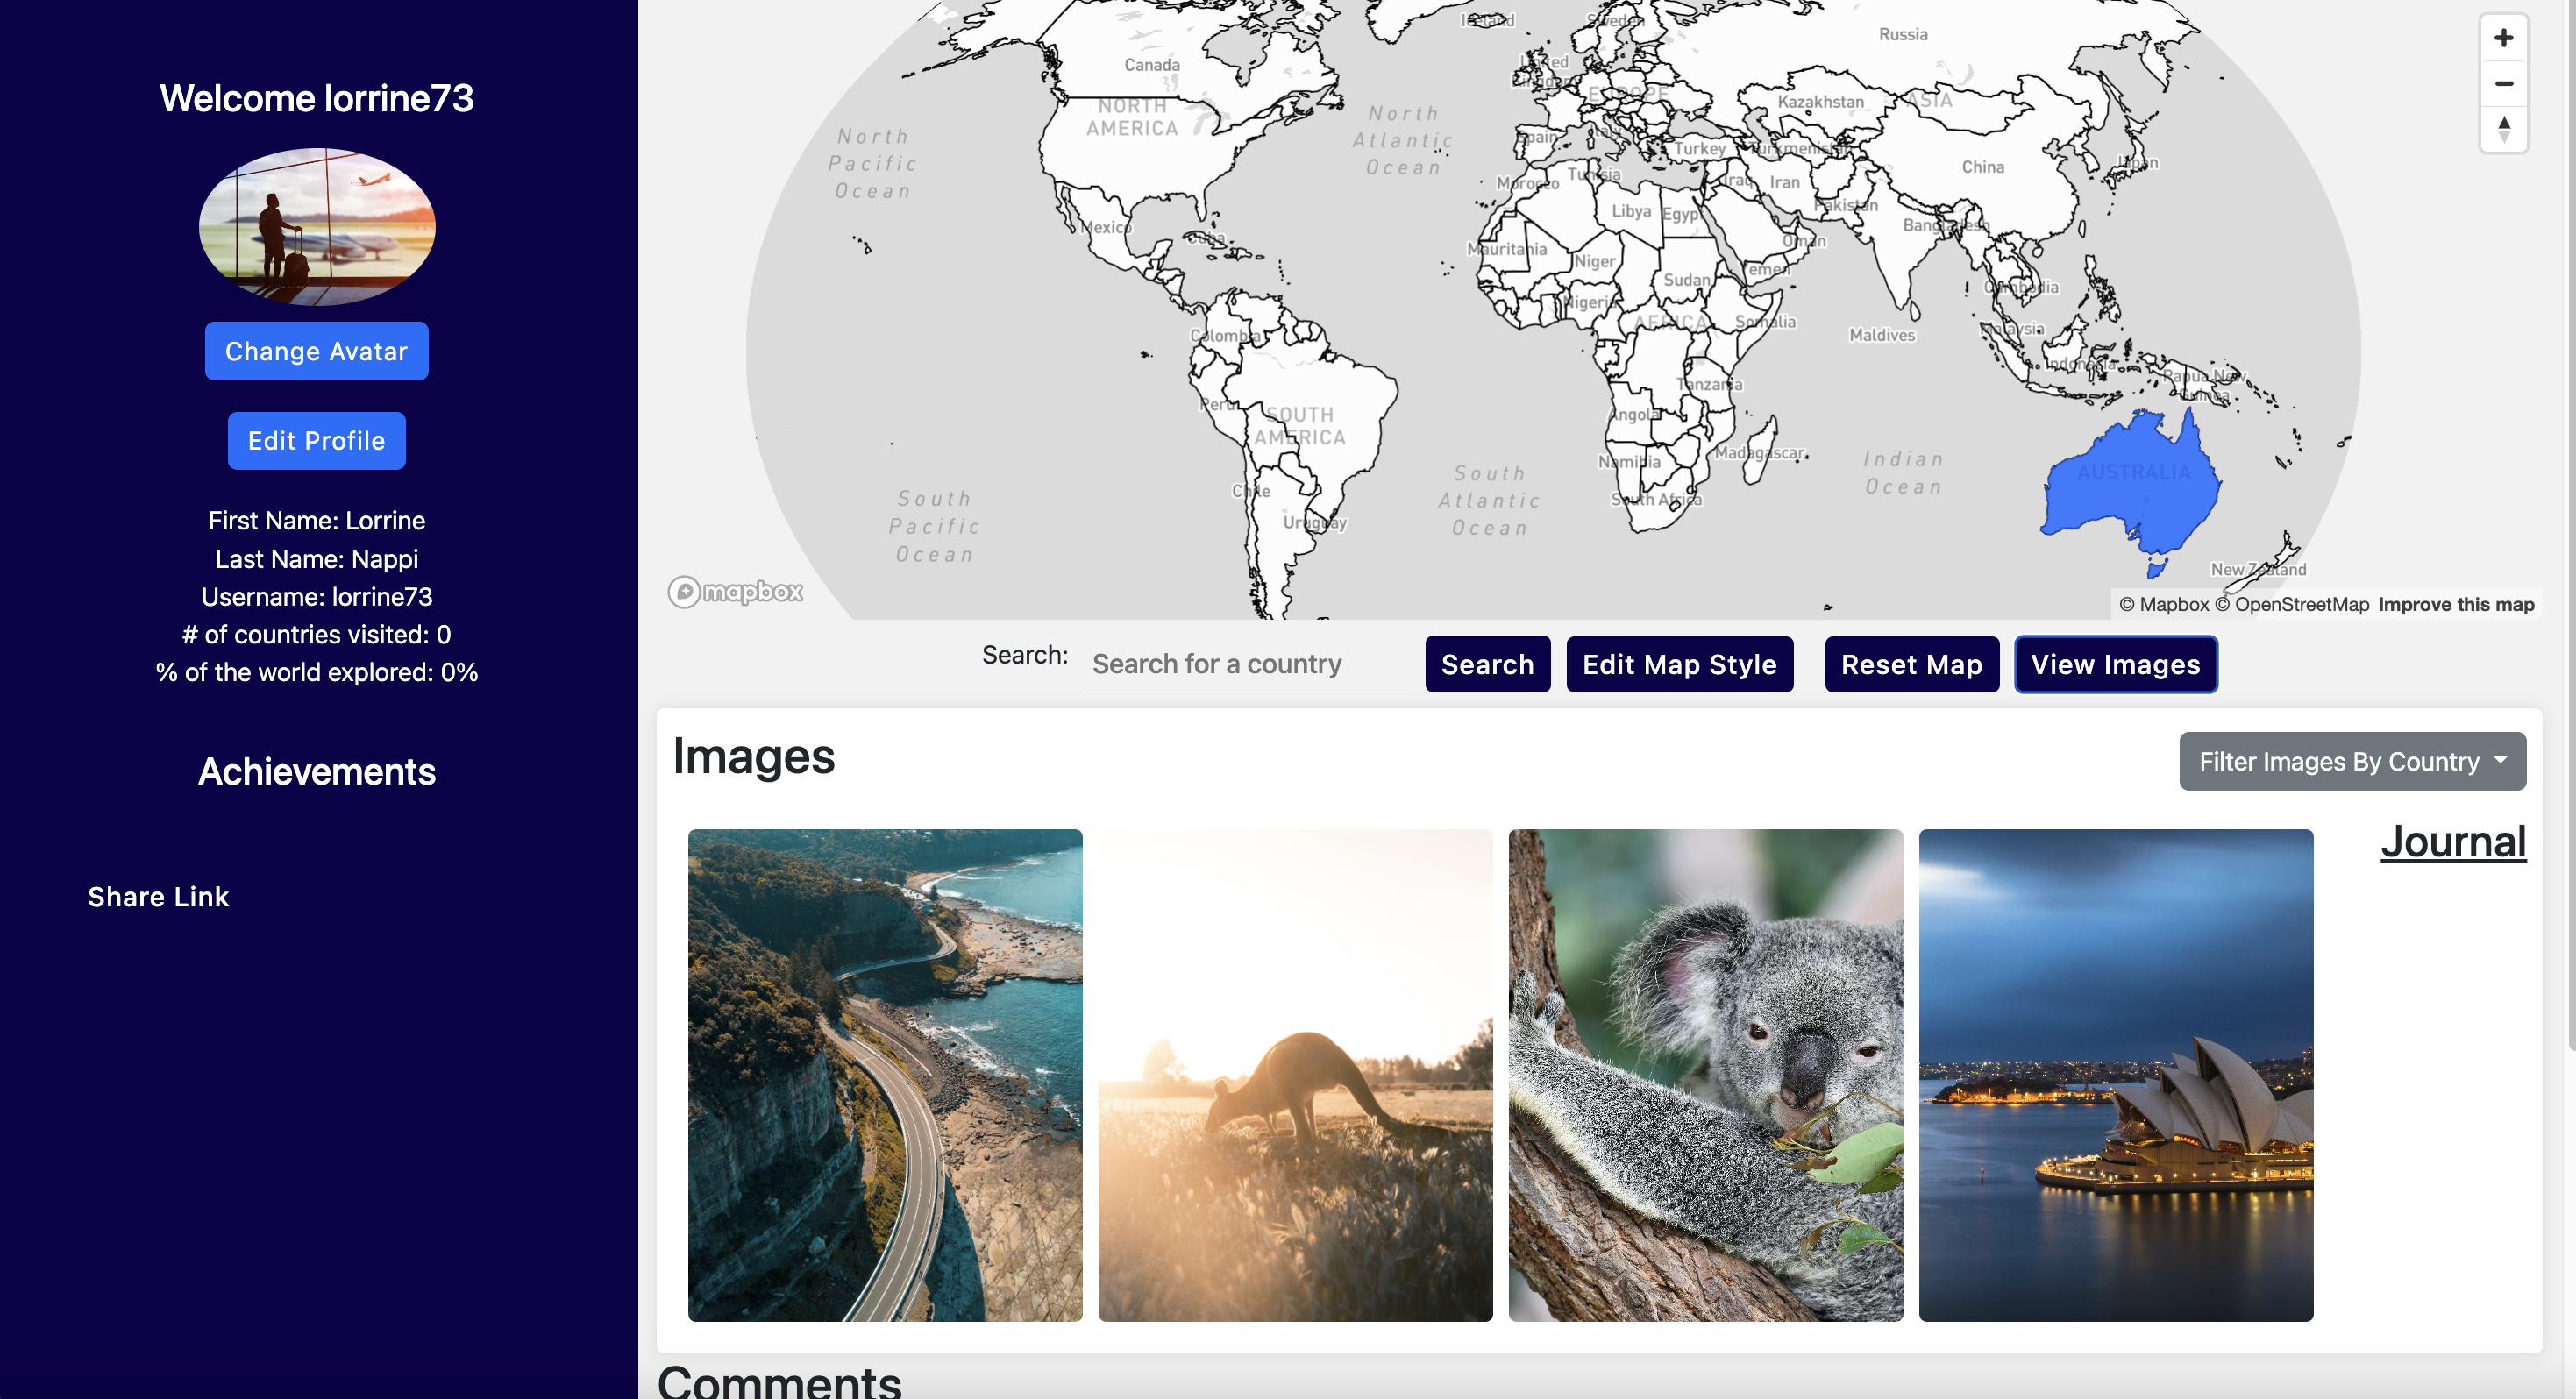 Welcome lorrine73
Change Avatar
Edit Profile
First Name: Lorrine
Last Name: Nappi
Username: lorrine73
# of countries visited: 0
% of the world explored: 0%
Achievements
Share Link
Iceland
Sweden
Russia
Canada
United
Kingdom
EUROPE
Kazakhstan
ASIA
NORTH
AMERICA
North
Pacific
Ocean
North
Atlantic
Ocean
Spain
Italy
Turkey
Turkmenistan
China
Japan
Morocco
Tunisia
Iraq
Iran
Pakistan
Libya
Egypt
Bangladesh
Mexico
Cuba
Mauritania
Oman
Niger
Yemen
Sudan
Cambodia
Nigeria
AFRICA
Somalia
Colombia
Maldives
Malaysia
Indonesia
Papua New
Guinea
Tanzania
Peru
SOUTH
AMERICA
Angola
Madagascar
Namibia
Indian
Ocean
AUSTRALIA
South
Atlantic
Ocean
South Africa
Chile
Uruguay
South
Pacific
Ocean
New Zealand
mapbox
© Mapbox © OpenStreetMap Improve this map
Search: Search for a country Search Edit Map Style Reset Map View Images
Images
Filter Images By Country
Journal
Comments